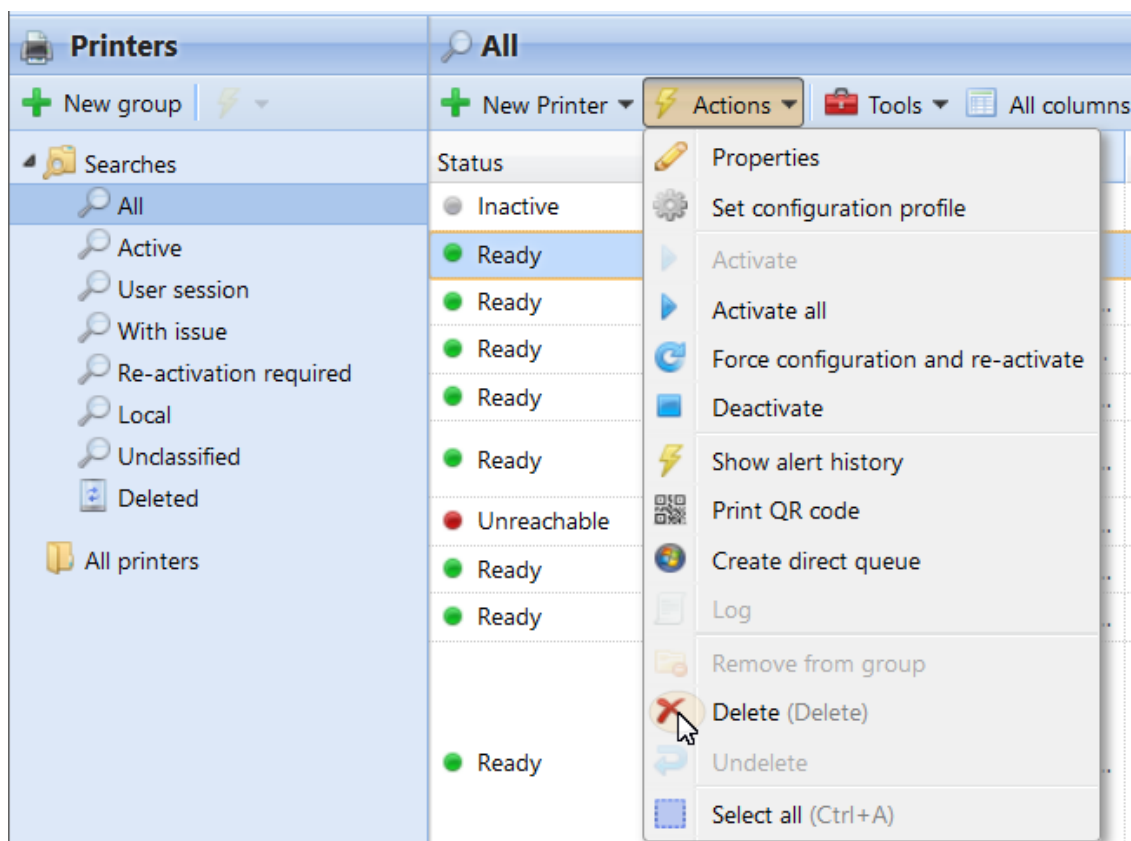 Printers
New group
Searches
All
Active
User session
With issue
Re-activation required
Local
Unclassified
Deleted
All printers
All
New Printer Actions Tools All columns
Status
Inactive
Ready
Ready
Ready
Ready
Ready
Unreachable
Ready
Ready
Ready
Properties
Set configuration profile
Activate
Activate all
Force configuration and re-activate
Deactivate
Show alert history
Print QR code
Create direct queue
Log
Remove from group
Delete (Delete)
Undelete
Select all (Ctrl+A)